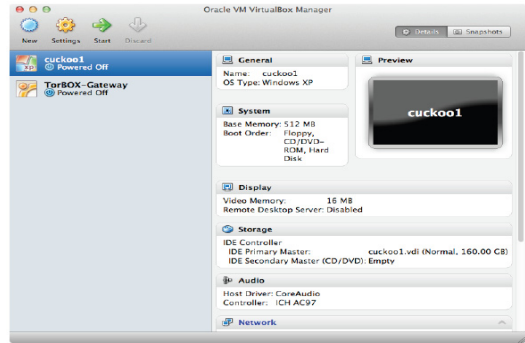 Oracle VM VirtualBox Manager
New Settings Start Discard
Details Snapshots
cuckoo1
Powered Off
TorBOX-Gateway
Powered Off
General
Name: cuckoo1
OS Type: Windows XP
Preview
cuckoo1
System
Base Memory: 512 MB
Boot Order: Floppy,
CD/DVD-
ROM, Hard
Disk
Display
Video Memory: 16 MB
Remote Desktop Server: Disabled
Storage
IDE Controller
IDE Primary Master: cuckoo1.vdi (Normal, 160.00 GB)
IDE Secondary Master (CD/DVD): Empty
Audio
Host Driver: CoreAudio
Controller: ICH AC97
Network